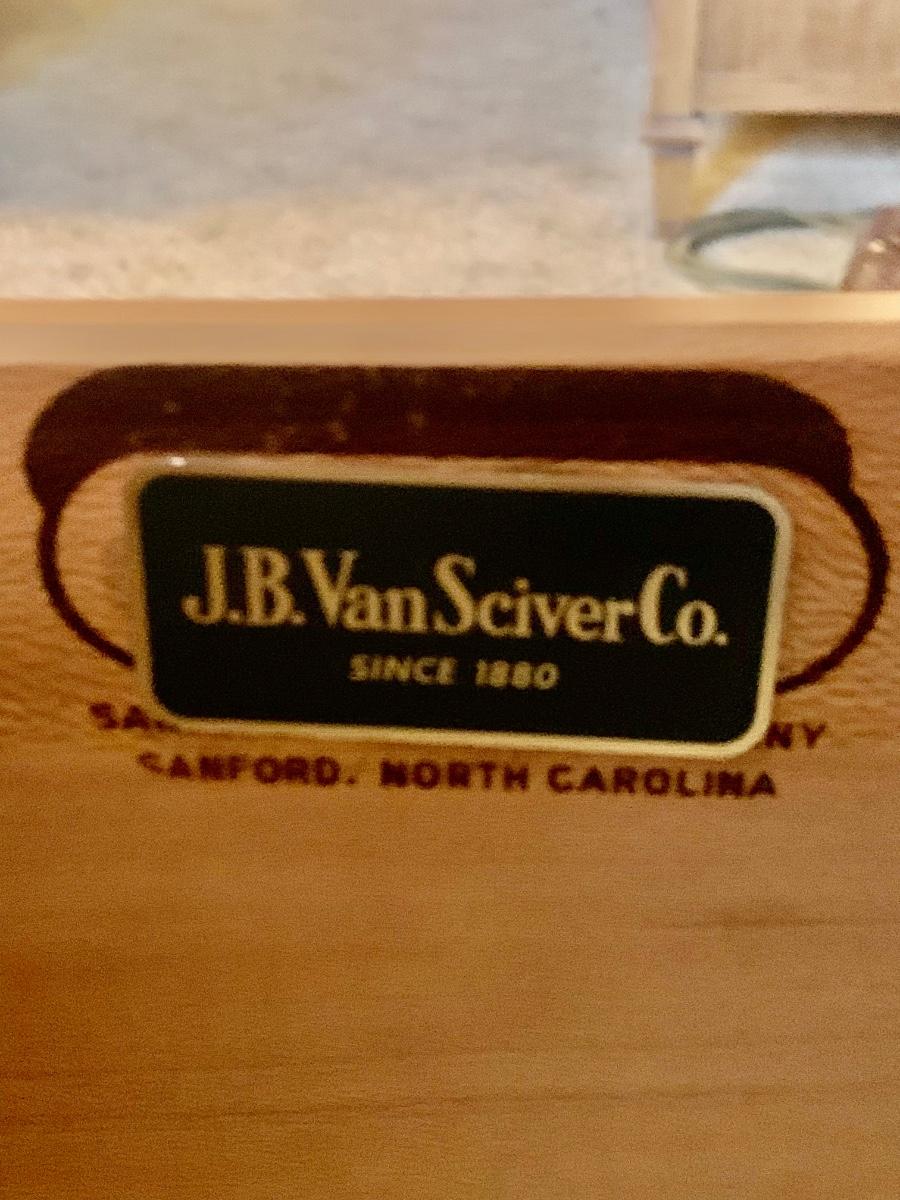 J.B. Van Sciver Co.
SINCE 1880
SANFORD, NORTH CAROLINA